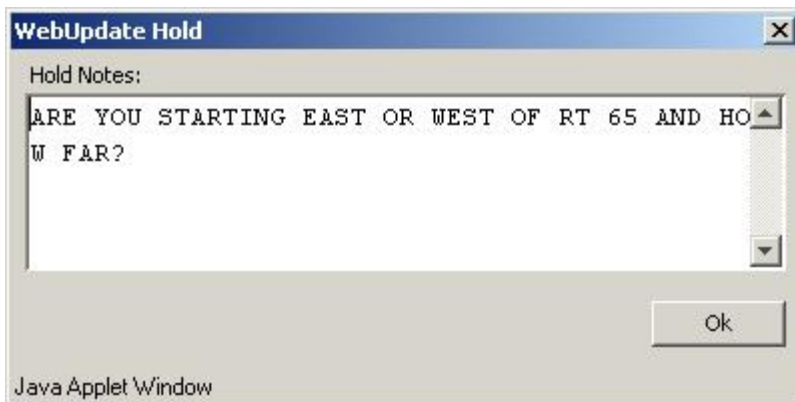 WebUpdate Hold
Hold Notes:
ARE YOU STARTING EAST OR WEST OF RT 65 AND HO
W FAR?
Ok
Java Applet Window